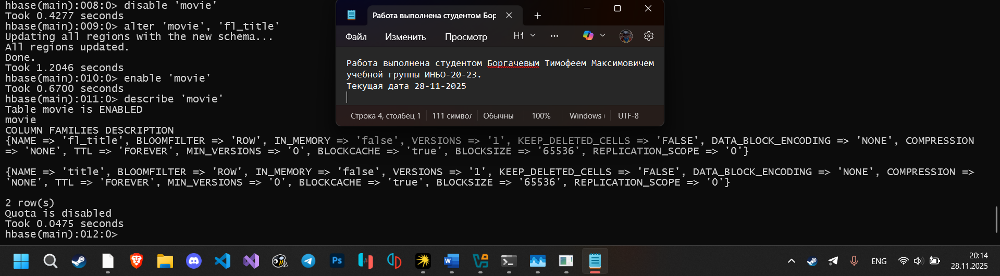 hbase(main):008:0> disable 'movie'
Took 0.4277 seconds
hbase(main):009:0> alter 'movie', 'fl_title'
Updating all regions with the new schema...
All regions updated.
Done.
Took 1.2046 seconds
hbase(main):010:0> enable 'movie'
Took 0.6700 seconds
hbase(main):011:0> describe 'movie'
Table movie is ENABLED
movie
COLUMN FAMILIES DESCRIPTION
{NAME => 'fl_title', BLOOMFILTER => 'ROW', IN_MEMORY => 'false', VERSIONS => '1', KEEP_DELETED_CELLS => 'FALSE', DATA_BLOCK_ENCODING => 'NONE', COMPRESSION
=> 'NONE', TTL => 'FOREVER', MIN_VERSIONS => '0', BLOCKCACHE => 'true', BLOCKSIZE => '65536', REPLICATION_SCOPE => '0'}
{NAME => 'title', BLOOMFILTER => 'ROW', IN_MEMORY => 'false', VERSIONS => '1', KEEP_DELETED_CELLS => 'FALSE', DATA_BLOCK_ENCODING => 'NONE', COMPRESSION =>
'NONE', TTL => 'FOREVER', MIN_VERSIONS => '0', BLOCKCACHE => 'true', BLOCKSIZE => '65536', REPLICATION_SCOPE => '0'}
2 row(s)
Quota is disabled
Took 0.0475 seconds
hbase(main):012:0>
Работа выполнена студентом Бор
Файл Изменить Просмотр H1
Работа выполнена студентом Боргачевым Тимофеем Максимовичем
учебной группы ИНБО-20-23.
Текущая дата 28-11-2025
Строка 4, столбец 1 111 символ Обычны 100% Windows UTF-8
Ps W
ENG 20:14
28.11.2025